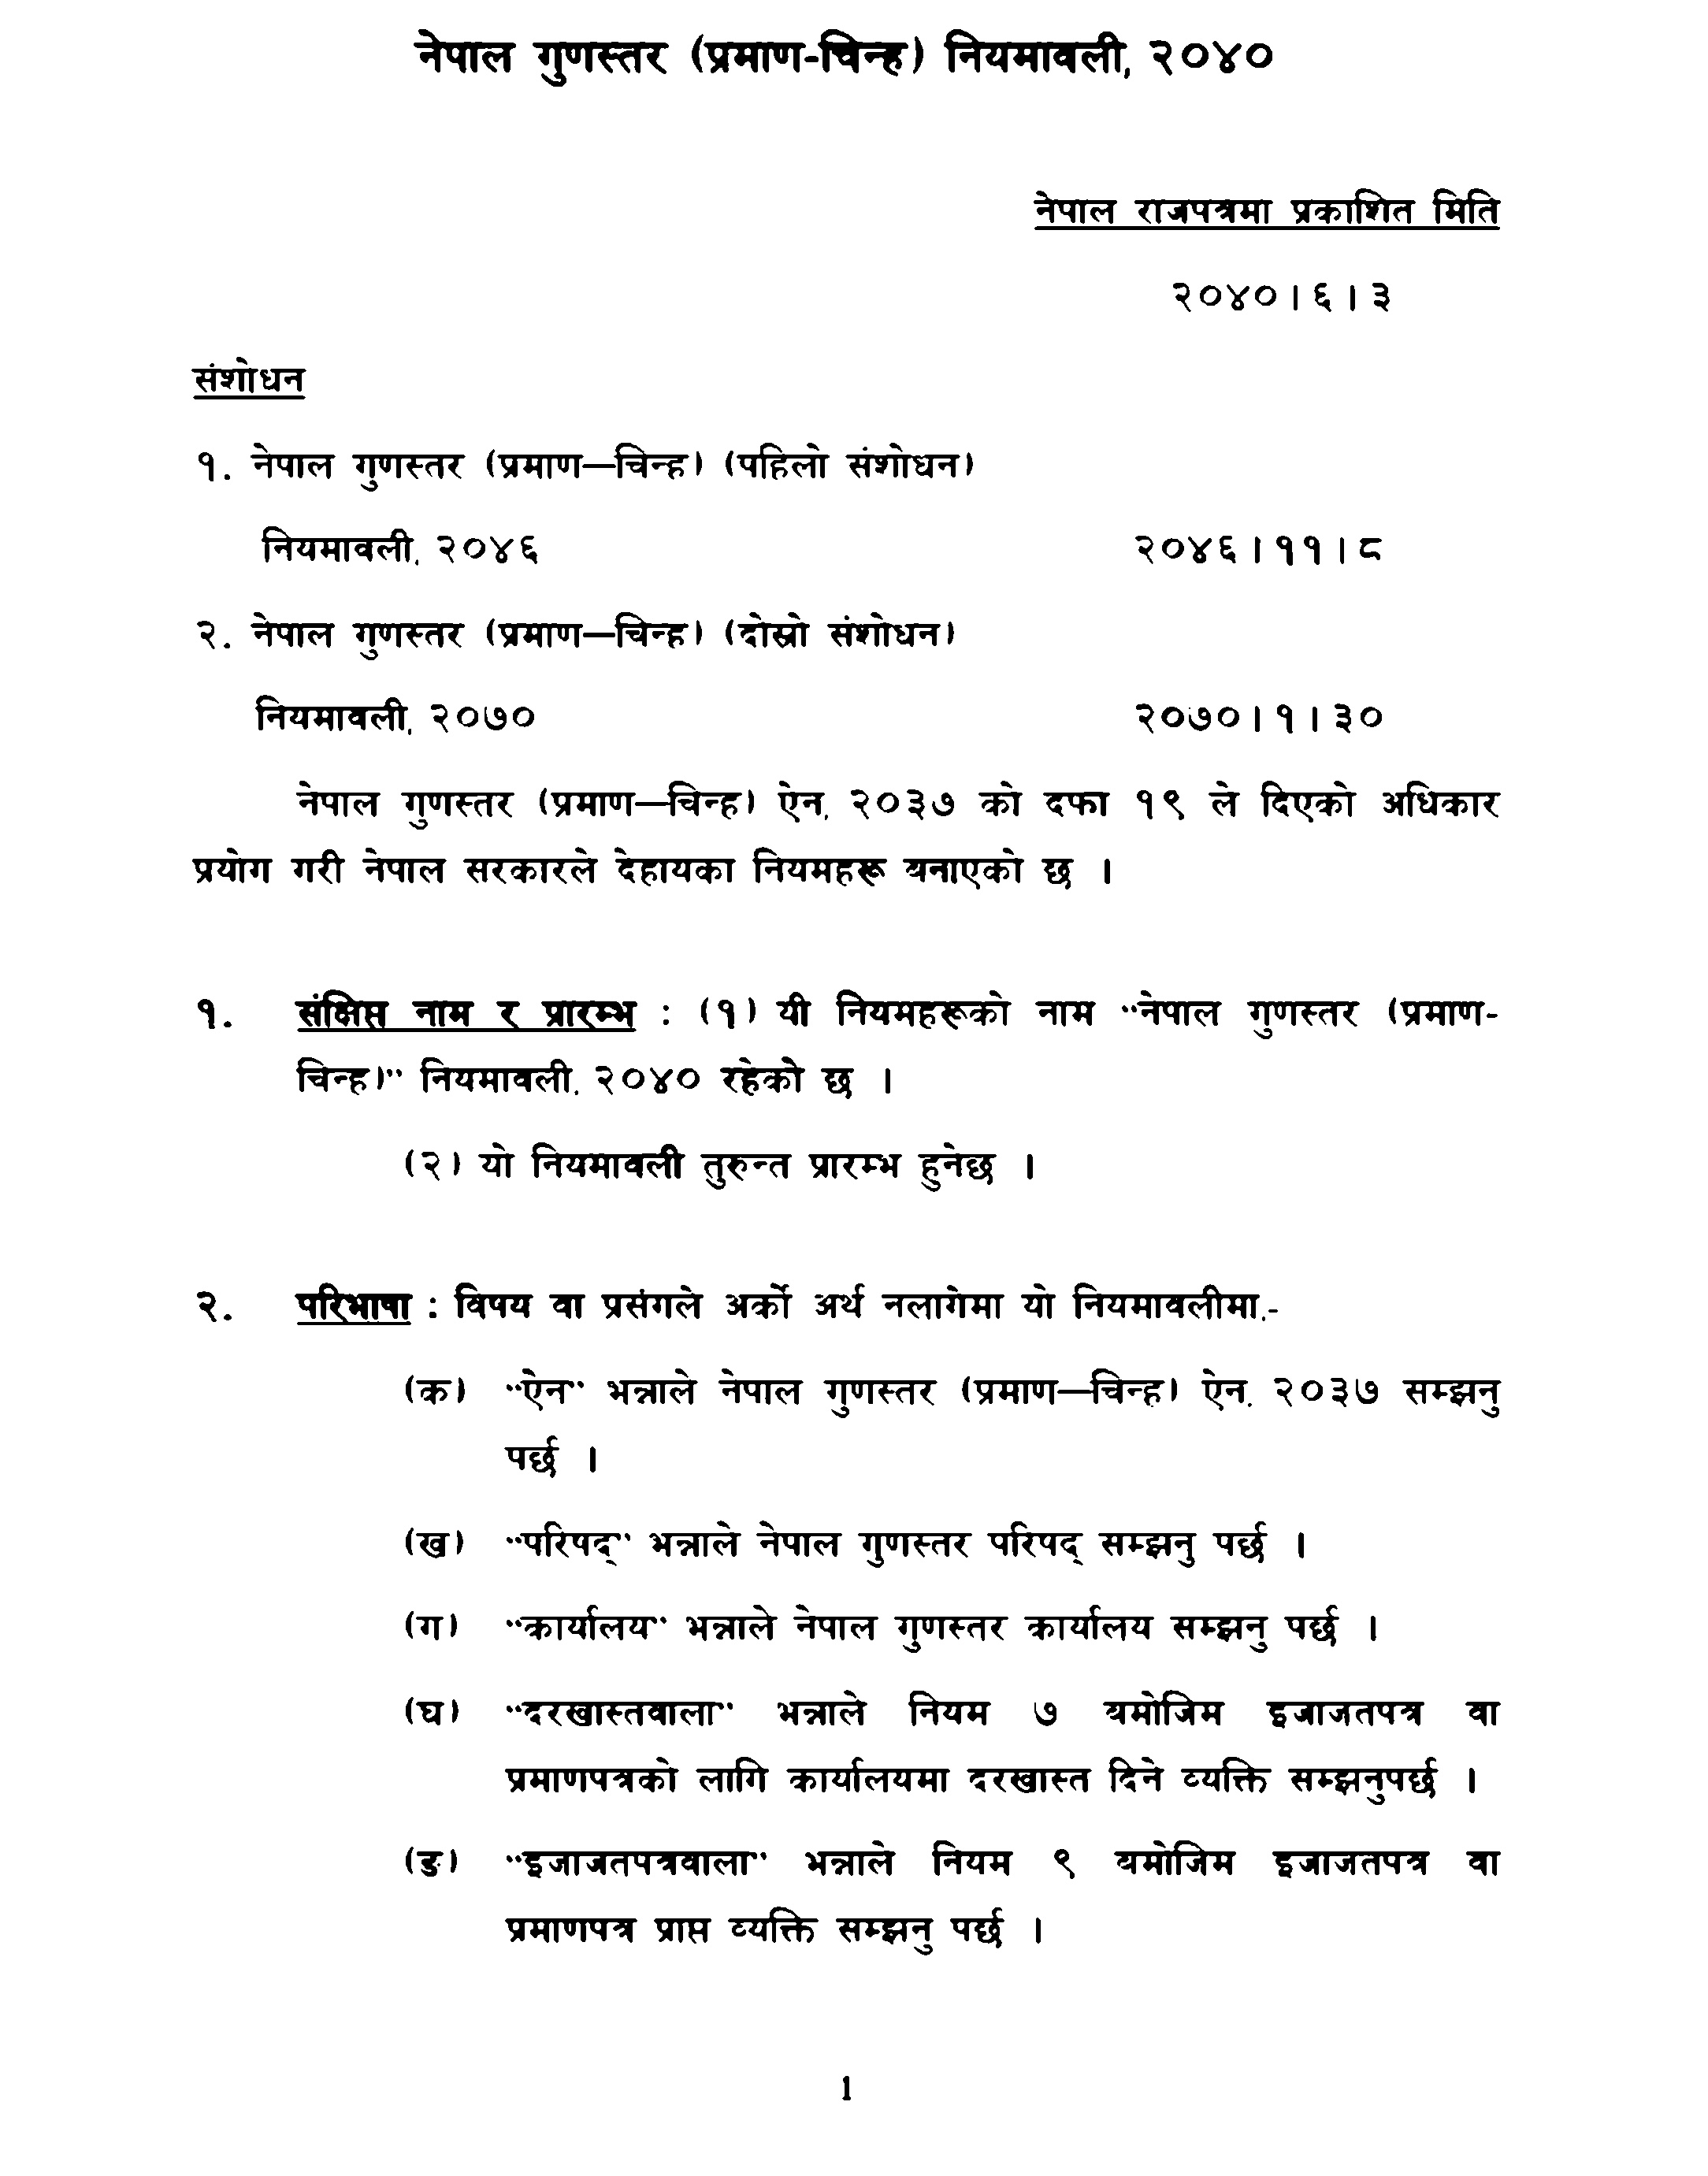 नेपाल गुणस्तर (प्रमाण-चिन्ह) नियमावली, २०४०
नेपाल राजपत्रमा प्रकाशित मिति
२०४०।६।३
संशोधन
१. नेपाल गुणस्तर (प्रमाण–चिन्ह) (पहिलो संशोधन)
नियमावली, २०४६ २०४६।११।८
२. नेपाल गुणस्तर (प्रमाण–चिन्ह) (दोस्रो संशोधन)
नियमावली, २०७० २०७०।१।३०
नेपाल गुणस्तर (प्रमाण–चिन्ह) ऐन, २०३७ को दफा १९ ले दिएको अधिकार
प्रयोग गरी नेपाल सरकारले देहायका नियमहरू बनाएको छ ।
१. संक्षिप्त नाम र प्रारम्भ : (१) यी नियमहरूको नाम "नेपाल गुणस्तर (प्रमाण-
चिन्ह)" नियमावली, २०४० रहेको छ ।
(२) यो नियमावली तुरुन्त प्रारम्भ हुनेछ ।
२. परिभाषा : विषय वा प्रसंगले अर्को अर्थ नलागेमा यो नियमावलीमा,-
(क) "ऐन" भन्नाले नेपाल गुणस्तर (प्रमाण–चिन्ह) ऐन, २०३७ सम्झनु
पर्छ ।
(ख) "परिषद्" भन्नाले नेपाल गुणस्तर परिषद् सम्झनु पर्छ ।
(ग) "कार्यालय" भन्नाले नेपाल गुणस्तर कार्यालय सम्झनु पर्छ ।
(घ) "दरखास्तवाला" भन्नाले नियम ७ बमोजिम इजाजतपत्र वा
प्रमाणपत्रको लागि कार्यालयमा दरखास्त दिने व्यक्ति सम्झनुपर्छ ।
(ङ) "इजाजतपत्रवाला" भन्नाले नियम ९ बमोजिम इजाजतपत्र वा
प्रमाणपत्र प्राप्त व्यक्ति सम्झनु पर्छ ।
1